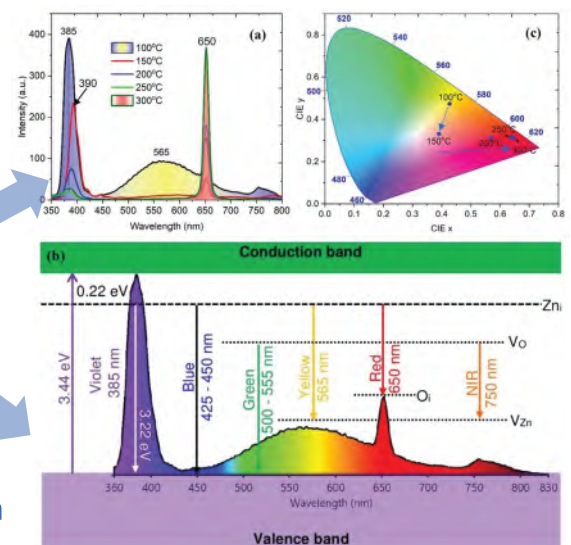 (a)
385
390
565
650
100°C
150°C
200°C
250°C
300°C
400
300
200
100
0
Intensity (a.u.)
350 400 450 500 550 600 650 700 750 800
Wavelength (nm)
(c)
520
540
560
580
600
620
500
480
460
100°C
150°C
0.8
0.6
0.4
0.2
0.0
CIE y
0.0 0.1 0.2 0.3 0.4 0.5 0.6 0.7 0.8
CIE x
(b)
Conduction band
0.22 eV
Zni
3.44 eV
Violet
385 nm
3.22 eV
Blue
425 - 450 nm
Green
500 - 555 nm
Yellow
565 nm
Red
650 nm
NIR
750 nm
VO
Oi
VZn
360 400 450 500 550 600 650 700 750 800 830
Wavelength (nm)
Valence band